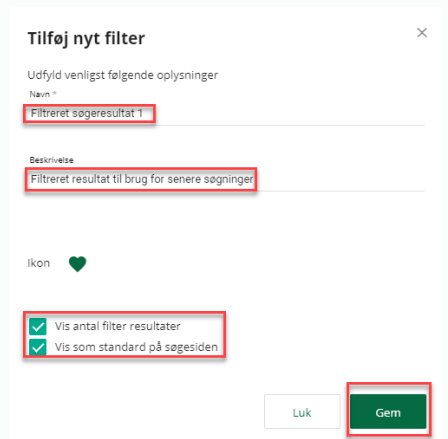 Tilføj nyt filter
Udfyld venligst følgende oplysninger
Navn *
Filtreret søgeresultat 1
Beskrivelse
Filtreret resultat til brug for senere søgninger
Ikon
Vis antal filter resultater
Vis som standard på søgesiden
Luk
Gem